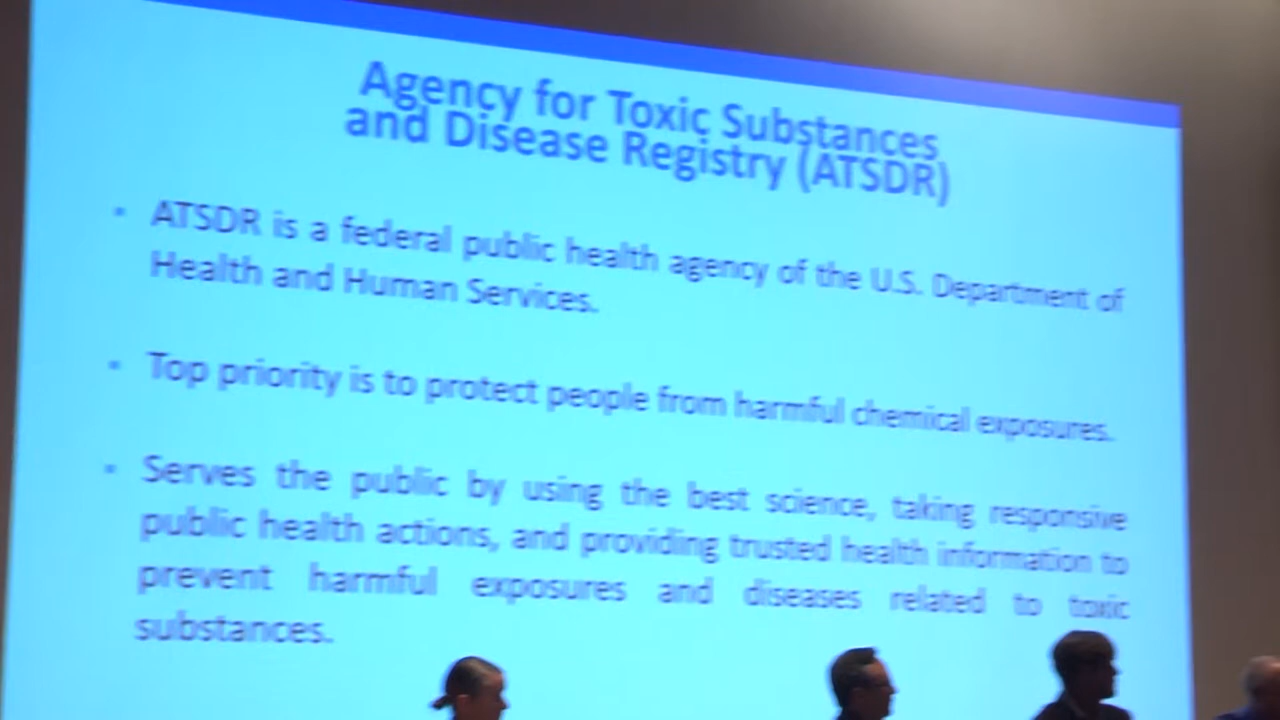 Agency for Toxic Substances
and Disease Registry (ATSDR)
ATSDR is a federal public health agency of the U.S. Department of
Health and Human Services.
Top priority is to protect people from harmful chemical exposures.
Serves the public by using the best science, taking responsive
public health actions, and providing trusted health information to
prevent harmful exposures and diseases related to toxic
substances.